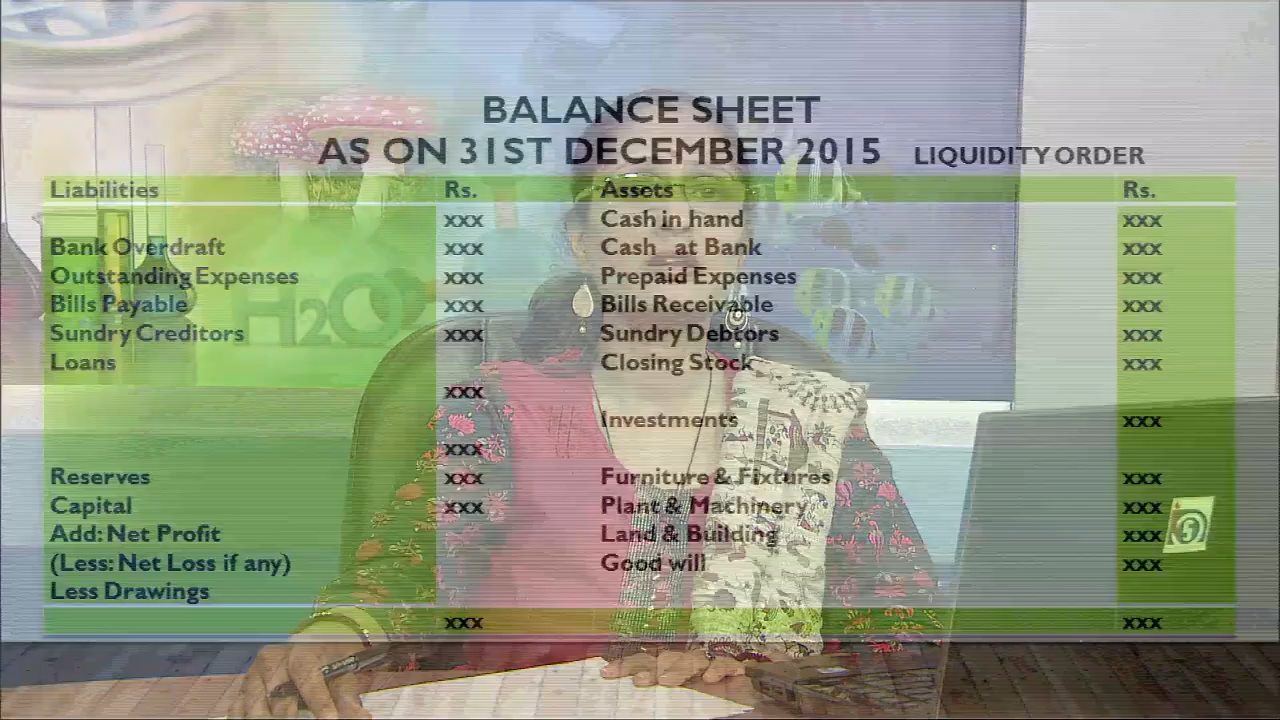 BALANCE SHEET
AS ON 31ST DECEMBER 2015 LIQUIDITY ORDER
Liabilities Rs. Assets Rs.
xxx Cash in hand xxx
Bank Overdraft xxx Cash at Bank xxx
Outstanding Expenses xxx Prepaid Expenses xxx
Bills Payable xxx Bills Receivable xxx
Sundry Creditors xxx Sundry Debtors xxx
Loans Closing Stock xxx
xxx
Investments xxx
xxx
Reserves xxx Furniture & Fixtures xxx
Capital xxx Plant & Machinery xxx
Add: Net Profit Land & Building xxx
(Less: Net Loss if any) Good will xxx
Less Drawings
xxx xxx
H2O